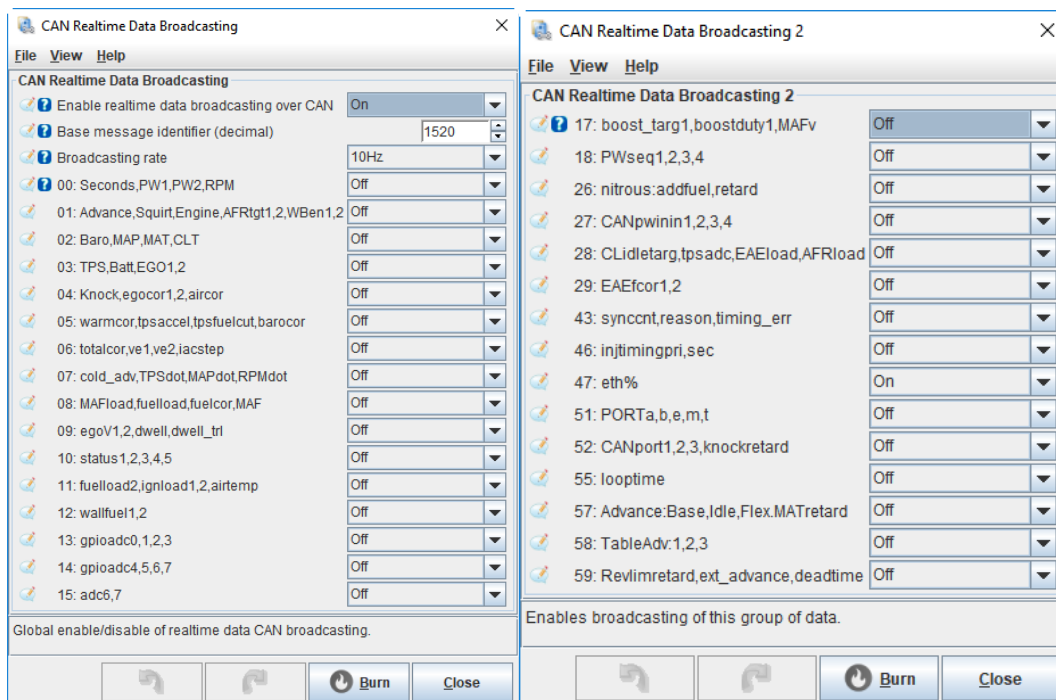 CAN Realtime Data Broadcasting
File View Help
CAN Realtime Data Broadcasting
Enable realtime data broadcasting over CAN On
Base message identifier (decimal) 1520
Broadcasting rate 10Hz
00: Seconds,PW1,PW2,RPM Off
01: Advance,Squirt,Engine,AFRtgt1,2,WBen1,2 Off
02: Baro,MAP,MAT,CLT Off
03: TPS,Batt,EGO1,2 Off
04: Knock,egocor1,2,aircor Off
05: warmcor,tpsaccel,tpsfuelcut,barocor Off
06: totalcor,ve1,ve2,iacstep Off
07: cold_adv,TPSdot,MAPdot,RPMdot Off
08: MAFload,fuelload,fuelcor,MAF Off
09: egoV1,2,dwell,dwell_trl Off
10: status1,2,3,4,5 Off
11: fuelload2,ignload1,2,airtemp Off
12: wallfuel1,2 Off
13: gpioadc0,1,2,3 Off
14: gpioadc4,5,6,7 Off
15: adc6,7 Off
Global enable/disable of realtime data CAN broadcasting.
Burn Close
CAN Realtime Data Broadcasting 2
File View Help
CAN Realtime Data Broadcasting 2
17: boost_targ1,boostduty1,MAFv Off
18: PWseq1,2,3,4 Off
26: nitrous:addfuel,retard Off
27: CANpwinin1,2,3,4 Off
28: CLidletarg,tpsadc,EAEload,AFRload Off
29: EAEfcor1,2 Off
43: synccnt,reason,timing_err Off
46: injtimingpri,sec Off
47: eth% On
51: PORTa,b,e,m,t Off
52: CANport1,2,3,knockretard Off
55: looptime Off
57: Advance:Base,Idle,Flex.MATretard Off
58: TableAdv:1,2,3 Off
59: Revlimretard,ext_advance,deadtime Off
Enables broadcasting of this group of data.
Burn Close